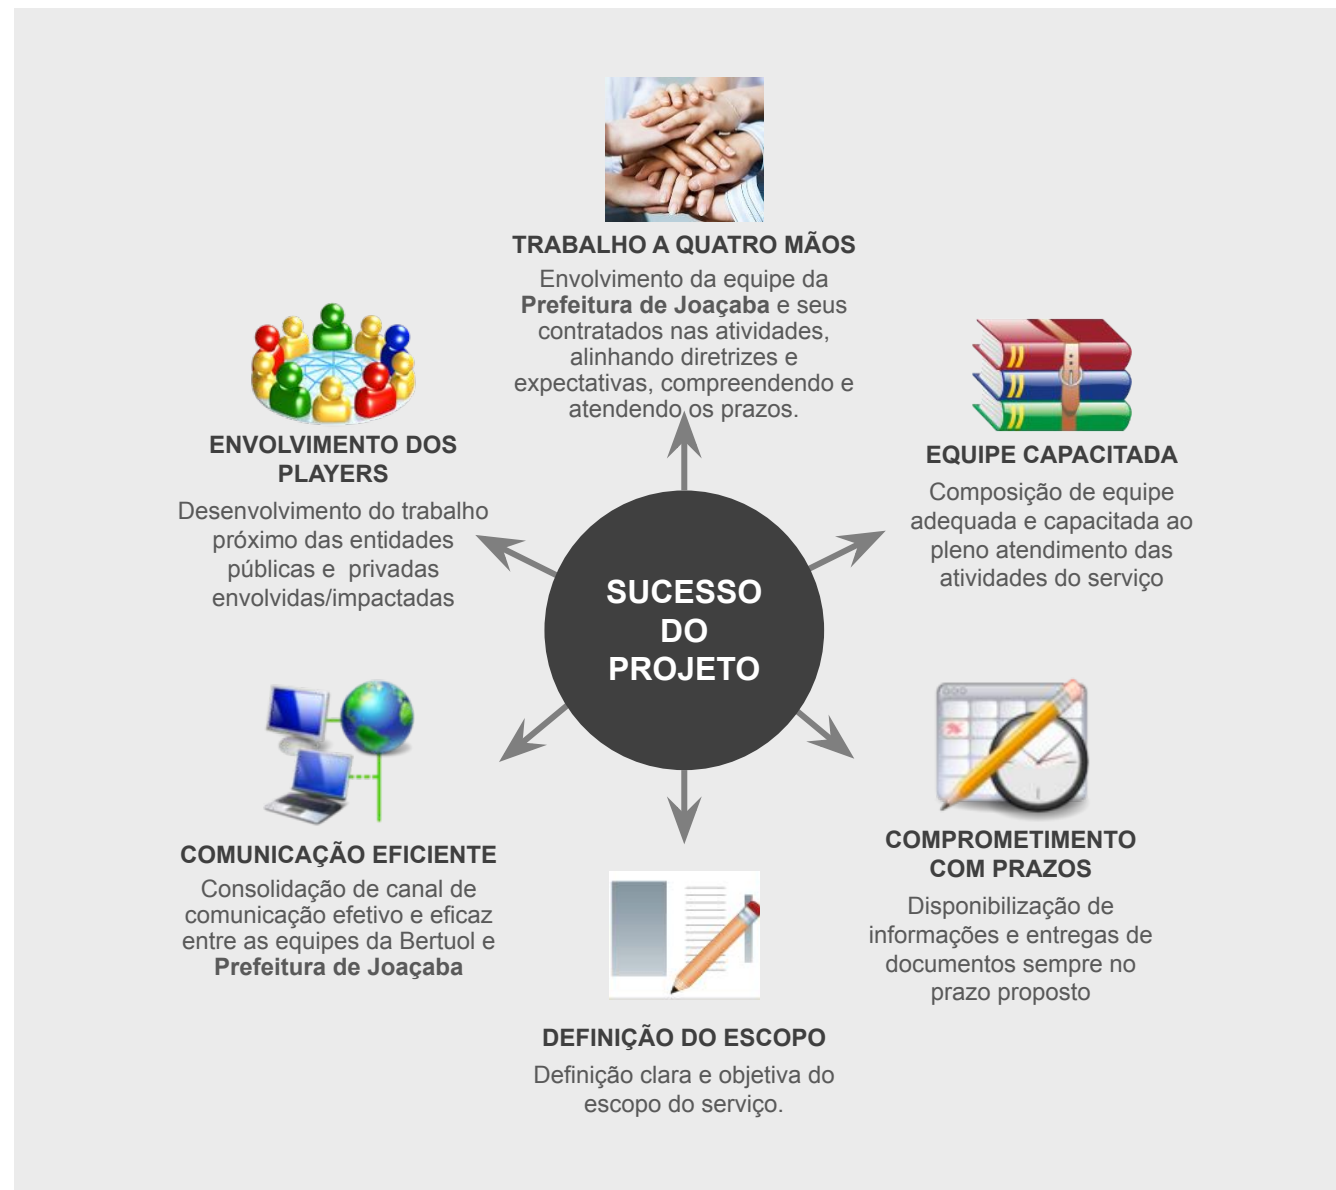 TRABALHO A QUATRO MÃOS
Envolvimento da equipe da
Prefeitura de Joaçaba e seus
contratados nas atividades,
alinhando diretrizes e
expectativas, compreendendo e
atendendo os prazos.
ENVOLVIMENTO DOS
PLAYERS
Desenvolvimento do trabalho
próximo das entidades
públicas e privadas
envolvidas/impactadas
EQUIPE CAPACITADA
Composição de equipe
adequada e capacitada ao
pleno atendimento das
atividades do serviço
SUCESSO
DO
PROJETO
COMUNICAÇÃO EFICIENTE
Consolidação de canal de
comunicação efetivo e eficaz
entre as equipes da Bertuol e
Prefeitura de Joaçaba
COMPROMETIMENTO
COM PRAZOS
Disponibilização de
informações e entregas de
documentos sempre no
prazo proposto
DEFINIÇÃO DO ESCOPO
Definição clara e objetiva do
escopo do serviço.